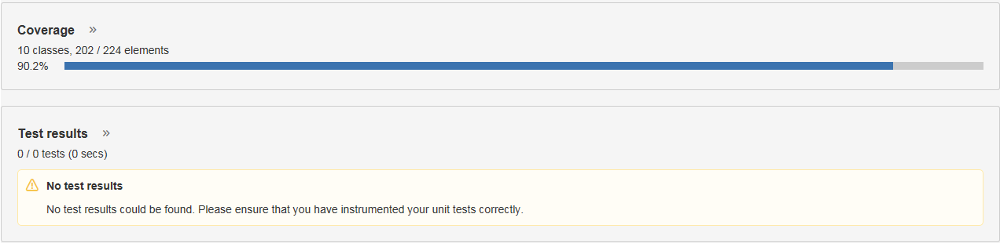 Coverage »
10 classes, 202 / 224 elements
90.2%
Test results »
0 / 0 tests (0 secs)
No test results
No test results could be found. Please ensure that you have instrumented your unit tests correctly.